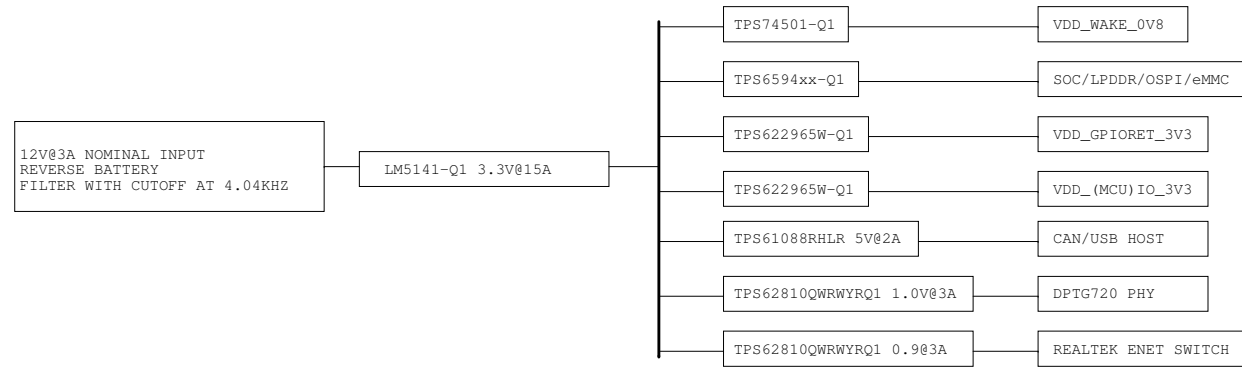 12V@3A NOMINAL INPUT
REVERSE BATTERY
FILTER WITH CUTOFF AT 4.04KHZ
LM5141-Q1 3.3V@15A
TPS74501-Q1
VDD_WAKE_0V8
TPS6594xx-Q1
SOC/LPDDR/OSPI/eMMC
TPS622965W-Q1
VDD_GPIORET_3V3
TPS622965W-Q1
VDD_(MCU)IO_3V3
TPS61088RHLR 5V@2A
CAN/USB HOST
TPS62810QWRWYRQ1 1.0V@3A
DPTG720 PHY
TPS62810QWRWYRQ1 0.9@3A
REALTEK ENET SWITCH